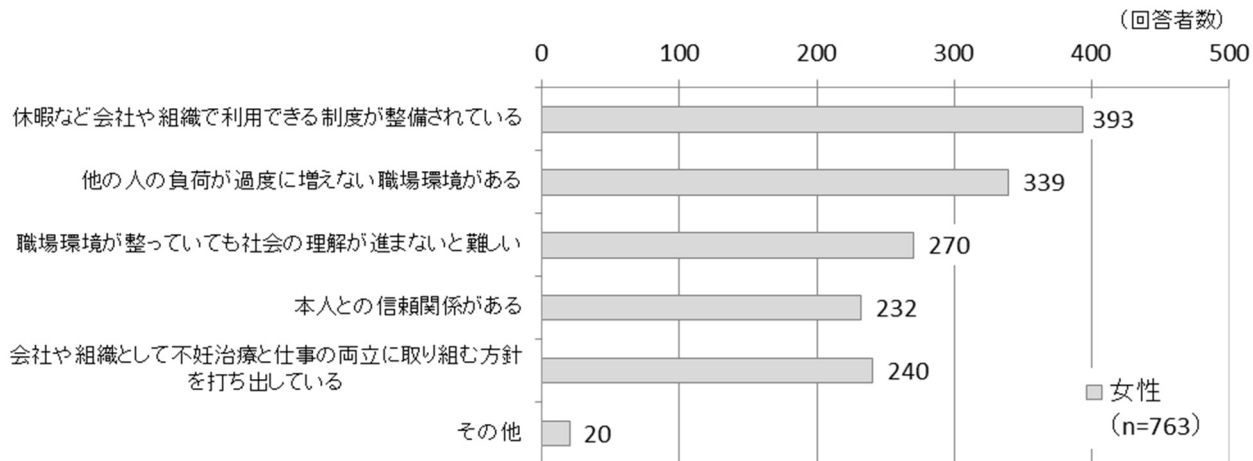 (回答者数)
0 100 200 300 400 500
休暇など会社や組織で利用できる制度が整備されている 393
他の人の負荷が過度に増えない職場環境がある 339
職場環境が整っていても社会の理解が進まないと難しい 270
本人との信頼関係がある 232
会社や組織として不妊治療と仕事の両立に取り組む方針
を打ち出している 240
その他 20
女性
(n=763)